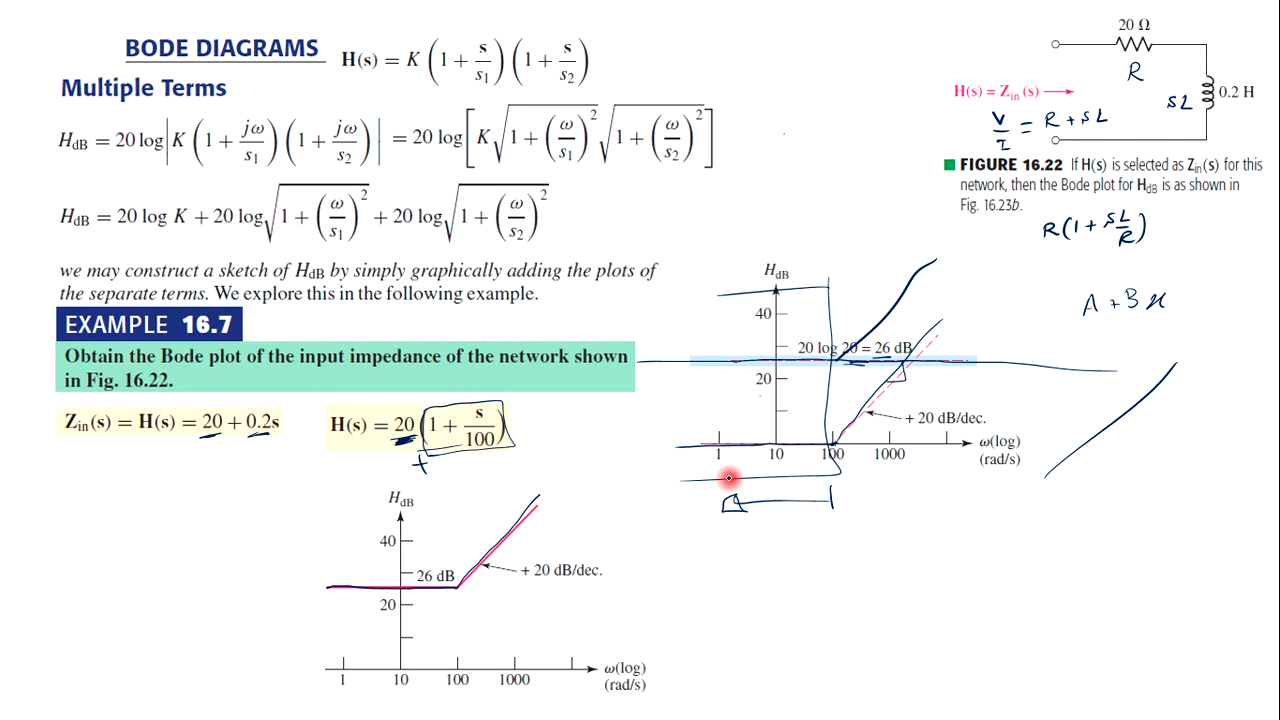 BODE DIAGRAMS
H(s) = K (1 + s/s₁) (1 + s/s₂)
Multiple Terms
H_dB = 20 log |K (1 + jω/s₁) (1 + jω/s₂)| = 20 log [K √(1 + (ω/s₁)²) √(1 + (ω/s₂)²)]
H_dB = 20 log K + 20 log √(1 + (ω/s₁)²) + 20 log √(1 + (ω/s₂)²)
we may construct a sketch of H_dB by simply graphically adding the plots of
the separate terms. We explore this in the following example.
EXAMPLE 16.7
Obtain the Bode plot of the input impedance of the network shown
in Fig. 16.22.
Z_in(s) = H(s) = 20 + 0.2s
H(s) = 20 (1 + s/100)
+
H_dB
40
26 dB
+ 20 dB/dec.
20
1 10 100 1000
ω(log)
(rad/s)
20 Ω
R
H(s) = Z_in (s)
SL
0.2 H
V/I = R + SL
■ FIGURE 16.22 If H(s) is selected as Z_in(s) for this
network, then the Bode plot for H_dB is as shown in
Fig. 16.23b.
R(1 + SL/R)
A + Bx
H_dB
40
20 log 20 = 26 dB
20
+ 20 dB/dec.
1 10 100 1000
ω(log)
(rad/s)